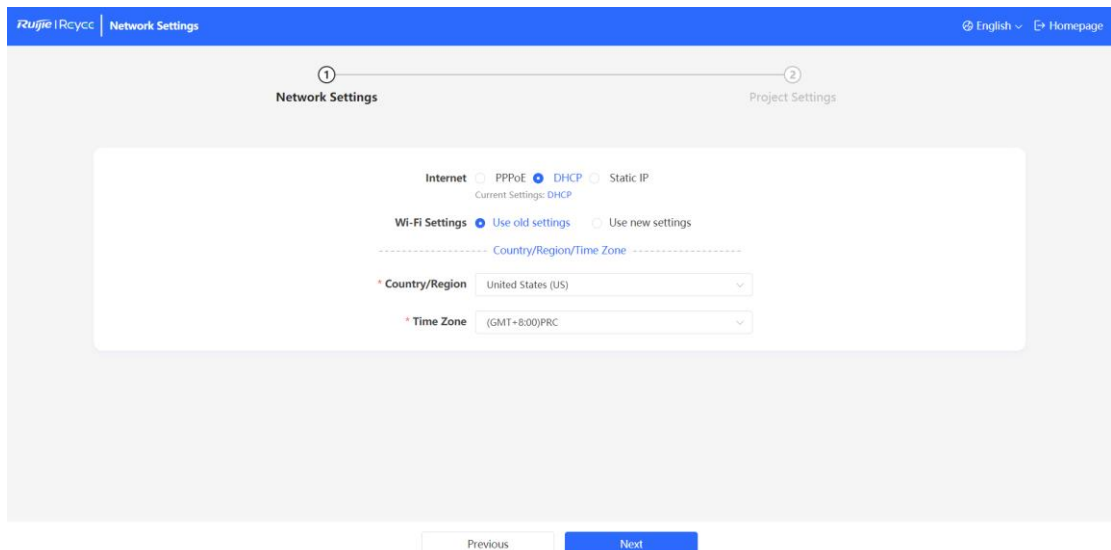 Ruijie | Rcycc | Network Settings
English
Homepage
1
2
Network Settings
Project Settings
Internet PPPoE DHCP Static IP
Current Settings: DHCP
Wi-Fi Settings Use old settings Use new settings
Country/Region/Time Zone
* Country/Region United States (US)
* Time Zone (GMT+8:00)PRC
Previous
Next